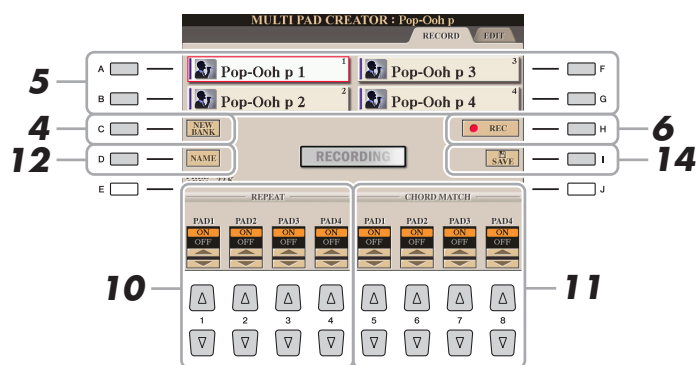 MULTI PAD CREATOR : Pop-Ooh p
RECORD EDIT
5 A Pop-Ooh p 1 1 Pop-Ooh p 3 3 F
B Pop-Ooh p 2 2 Pop-Ooh p 4 4 G
4 C NEW BANK REC H 6
12 D NAME RECORDING SAVE I 14
E J
REPEAT CHORD MATCH
PAD1 PAD2 PAD3 PAD4 PAD1 PAD2 PAD3 PAD4
ON ON ON ON ON ON ON ON
OFF OFF OFF OFF OFF OFF OFF OFF
10 11
1 2 3 4 5 6 7 8